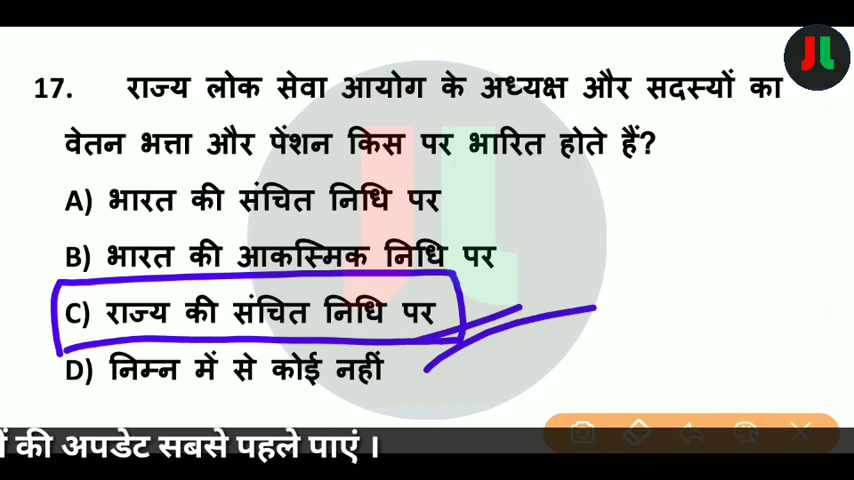 JL
17. राज्य लोक सेवा आयोग के अध्यक्ष और सदस्यों का
वेतन भत्ता और पेंशन किस पर भारित होते हैं?
A) भारत की संचित निधि पर
B) भारत की आकस्मिक निधि पर
C) राज्य की संचित निधि पर
D) निम्न में से कोई नहीं
की अपडेट सबसे पहले पाएं ।